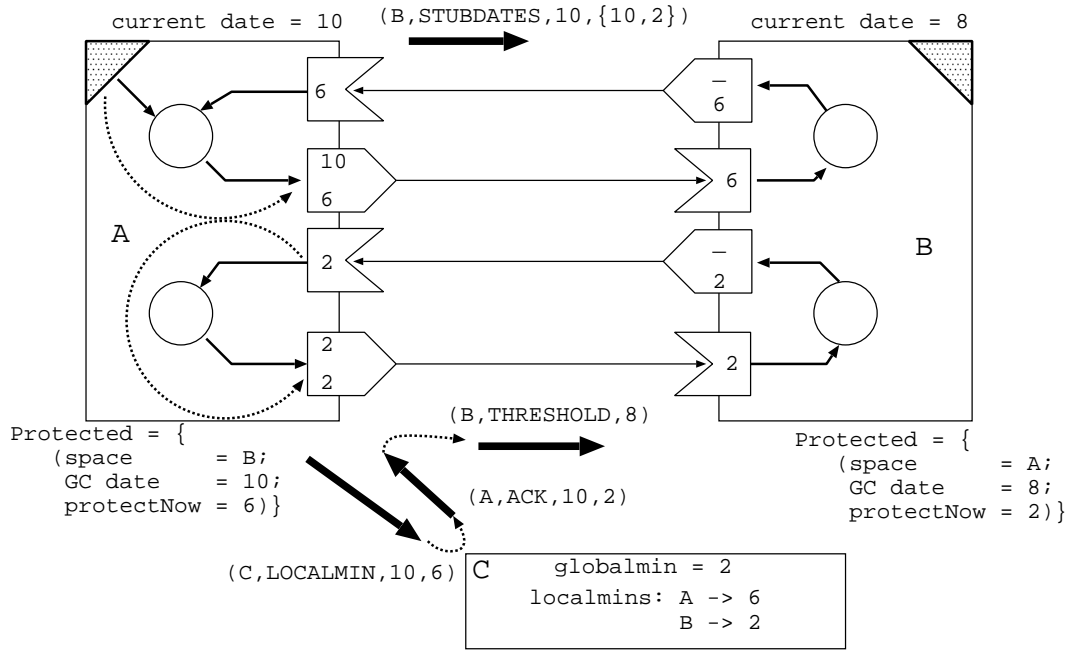 (B,STUBDATES,10,{10,2})
current date = 10
current date = 8
6
–
6
10
6
6
A
B
2
–
2
2
2
2
(B,THRESHOLD,8)
Protected = {
(space = B;
GC date = 10;
protectNow = 6)}
Protected = {
(space = A;
GC date = 8;
protectNow = 2)}
(A,ACK,10,2)
(C,LOCALMIN,10,6)
C globalmin = 2
localmins: A -> 6
B -> 2